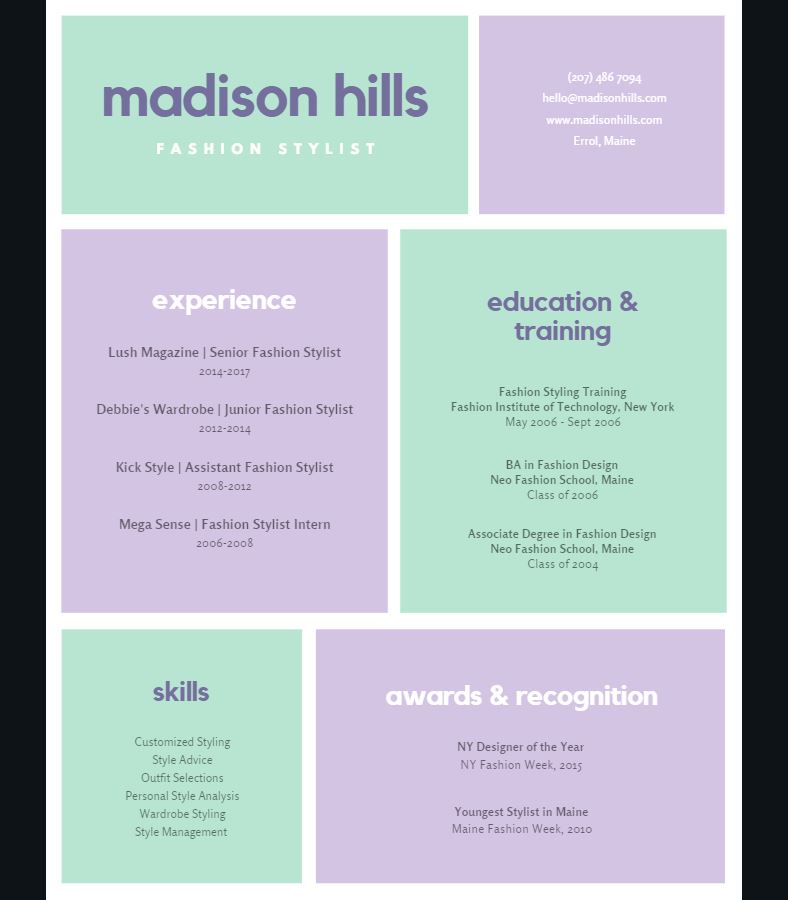 madison hills
FASHION STYLIST
(207) 486 7094
hello@madisonhills.com
www.madisonhills.com
Errol, Maine
experience
Lush Magazine | Senior Fashion Stylist
2014-2017
Debbie's Wardrobe | Junior Fashion Stylist
2012-2014
Kick Style | Assistant Fashion Stylist
2008-2012
Mega Sense | Fashion Stylist Intern
2006-2008
education &
training
Fashion Styling Training
Fashion Institute of Technology, New York
May 2006 - Sept 2006
BA in Fashion Design
Neo Fashion School, Maine
Class of 2006
Associate Degree in Fashion Design
Neo Fashion School, Maine
Class of 2004
skills
Customized Styling
Style Advice
Outfit Selections
Personal Style Analysis
Wardrobe Styling
Style Management
awards & recognition
NY Designer of the Year
NY Fashion Week, 2015
Youngest Stylist in Maine
Maine Fashion Week, 2010